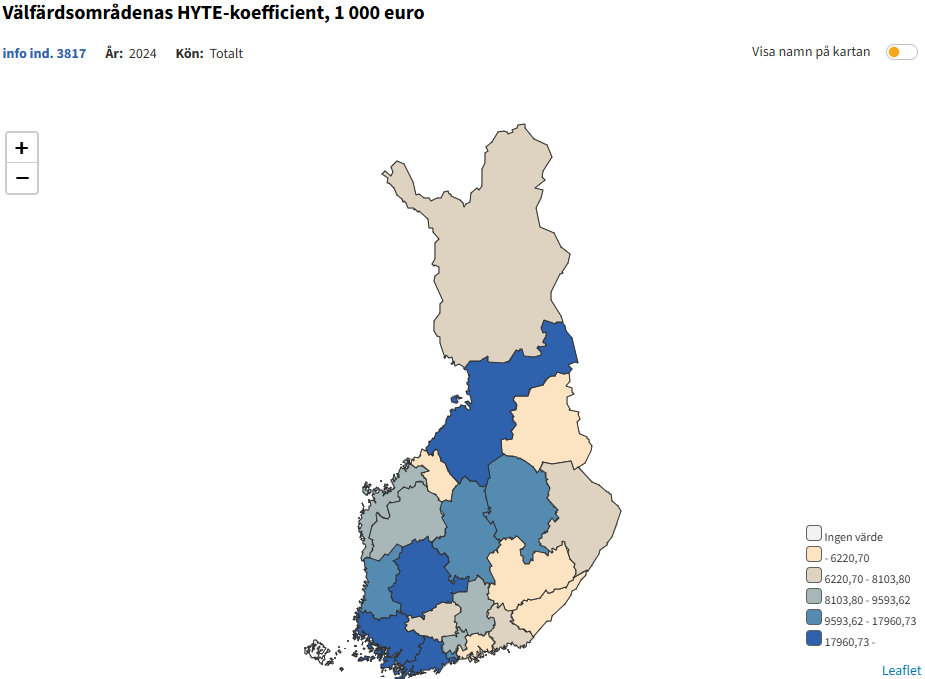 Välfärdsområdenas HYTE-koefficient, 1 000 euro
info ind. 3817 År: 2024 Kön: Totalt
Visa namn på kartan
+
−
Ingen värde
- 6220,70
6220,70 - 8103,80
8103,80 - 9593,62
9593,62 - 17960,73
17960,73 -
Leaflet